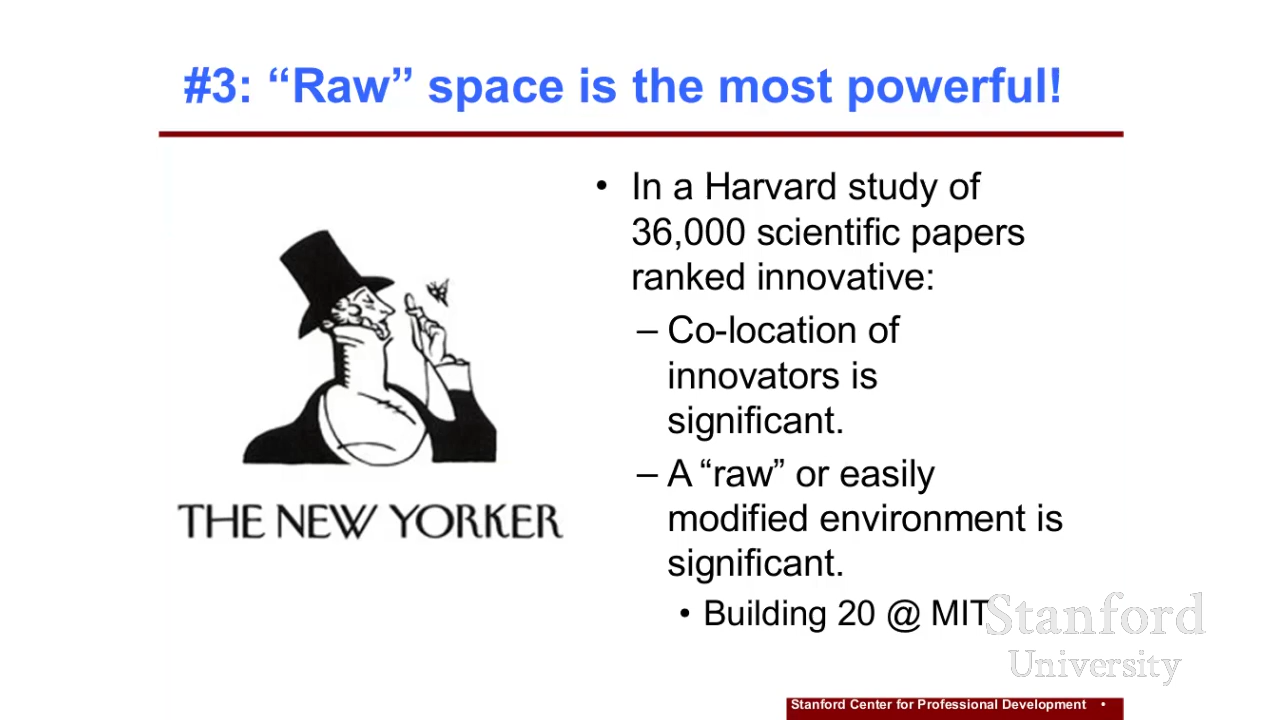 #3: “Raw” space is the most powerful!
• In a Harvard study of
36,000 scientific papers
ranked innovative:
– Co-location of
innovators is
significant.
– A “raw” or easily
modified environment is
significant.
• Building 20 @ MIT
THE NEW YORKER
Stanford
University
Stanford Center for Professional Development •